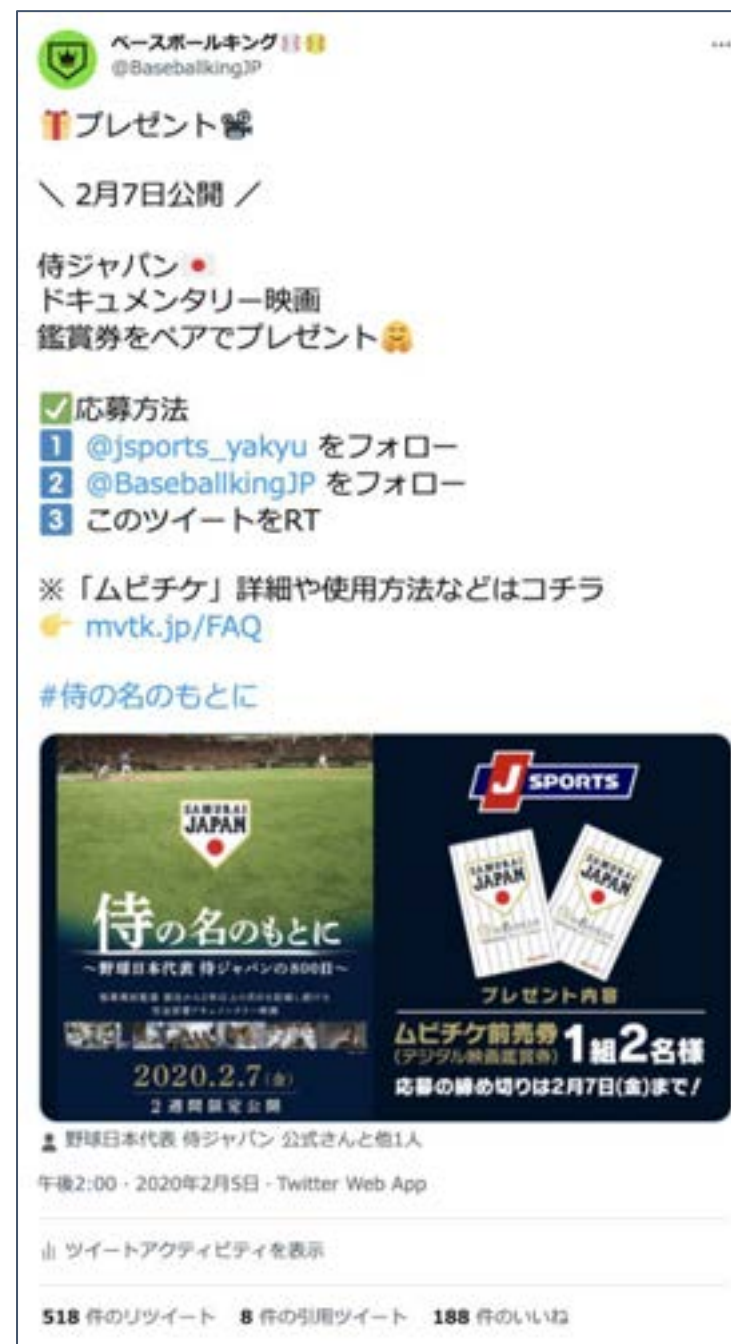 ベースボールキング
@BaseballkingJP
プレゼント
＼ 2月7日公開 ／
侍ジャパン
ドキュメンタリー映画
鑑賞券をペアでプレゼント
応募方法
1 @jsports_yakyu をフォロー
2 @BaseballkingJP をフォロー
3 このツイートをRT
※「ムビチケ」詳細や使用方法などはコチラ
mvtk.jp/FAQ
#侍の名のもとに
SAMURAI
JAPAN
侍の名のもとに
～野球日本代表 侍ジャパンの800日～
2020.2.7(金)
2週間限定公開
J SPORTS
SAMURAI
JAPAN
SAMURAI
JAPAN
プレゼント内容
ムビチケ前売券
(デジタル映画鑑賞券)
1組2名様
応募の締め切りは2月7日(金)まで!
野球日本代表 侍ジャパン 公式さんと他1人
午後2:00 · 2020年2月5日 · Twitter Web App
ツイートアクティビティを表示
518 件のリツイート 8 件の引用ツイート 188 件のいいね